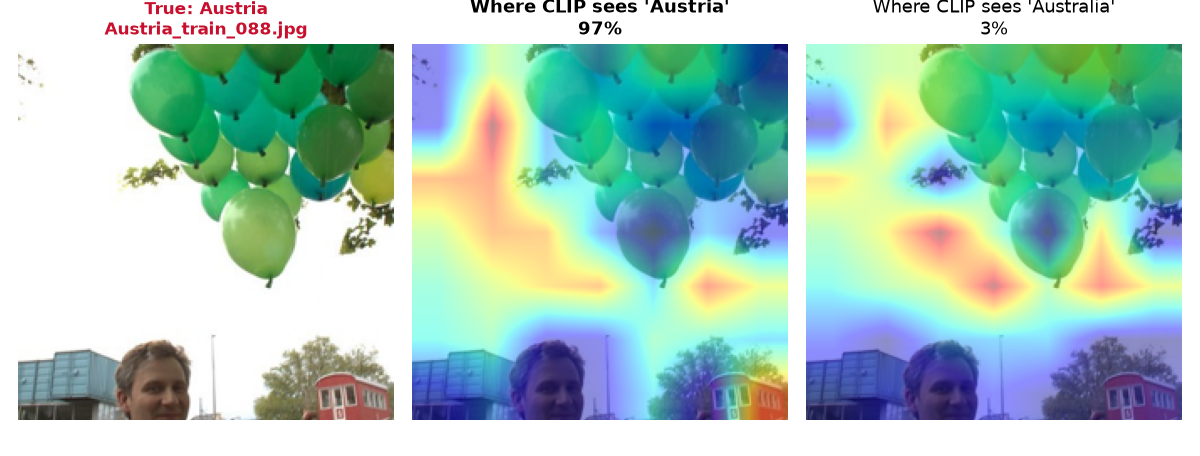 True: Austria
Austria_train_088.jpg
Where CLIP sees 'Austria'
97%
Where CLIP sees 'Australia'
3%